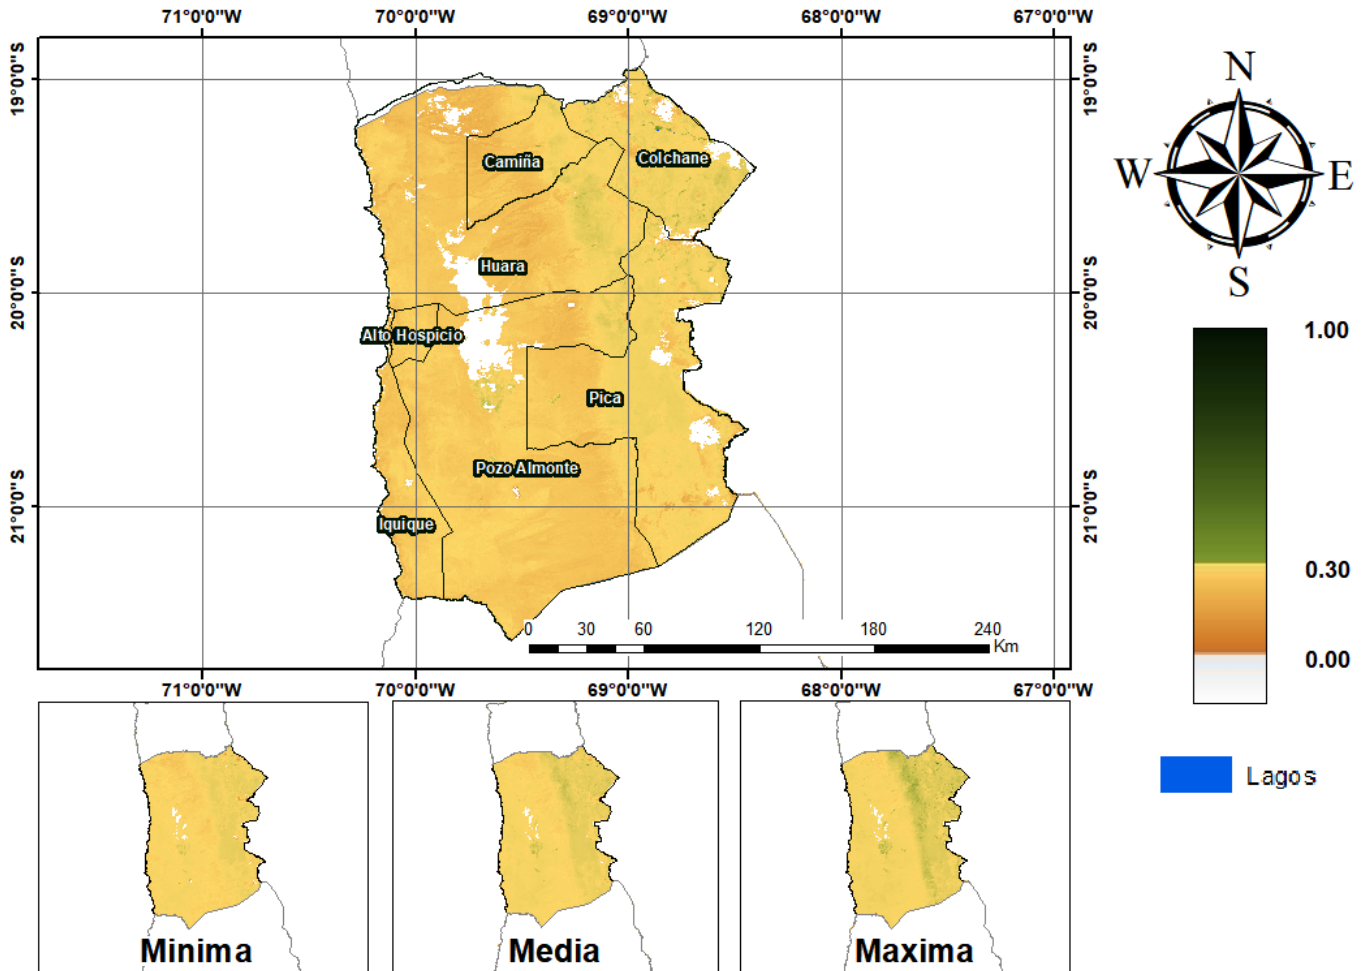 71°0'0"W 70°0'0"W 69°0'0"W 68°0'0"W 67°0'0"W
19°0'0"S
19°0'0"S
20°0'0"S
20°0'0"S
21°0'0"S
21°0'0"S
Camiña
Colchane
Huara
Alto Hospicio
Pica
Pozo Almonte
Iquique
0 30 60 120 180 240
Km
71°0'0"W 70°0'0"W 69°0'0"W 68°0'0"W 67°0'0"W
N
W E
S
1.00
0.30
0.00
Lagos
Minima
Media
Maxima